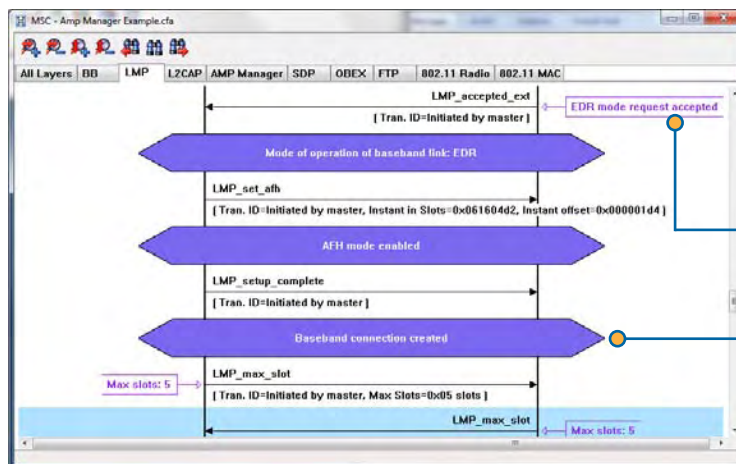 MSC - Amp Manager Example.cfa
All Layers BB LMP L2CAP AMP Manager SDP OBEX FTP 802.11 Radio 802.11 MAC
LMP_accepted_ext
EDR mode request accepted
[ Tran. ID=Initiated by master ]
Mode of operation of baseband link: EDR
LMP_set_afh
[ Tran. ID=Initiated by master, Instant in Slots=0x061604d2, Instant offset=0x000001d4 ]
AFH mode enabled
LMP_setup_complete
[ Tran. ID=Initiated by master ]
Baseband connection created
LMP_max_slot
Max slots: 5
[ Tran. ID=Initiated by master, Max Slots=0x05 slots ]
LMP_max_slot
Max slots: 5